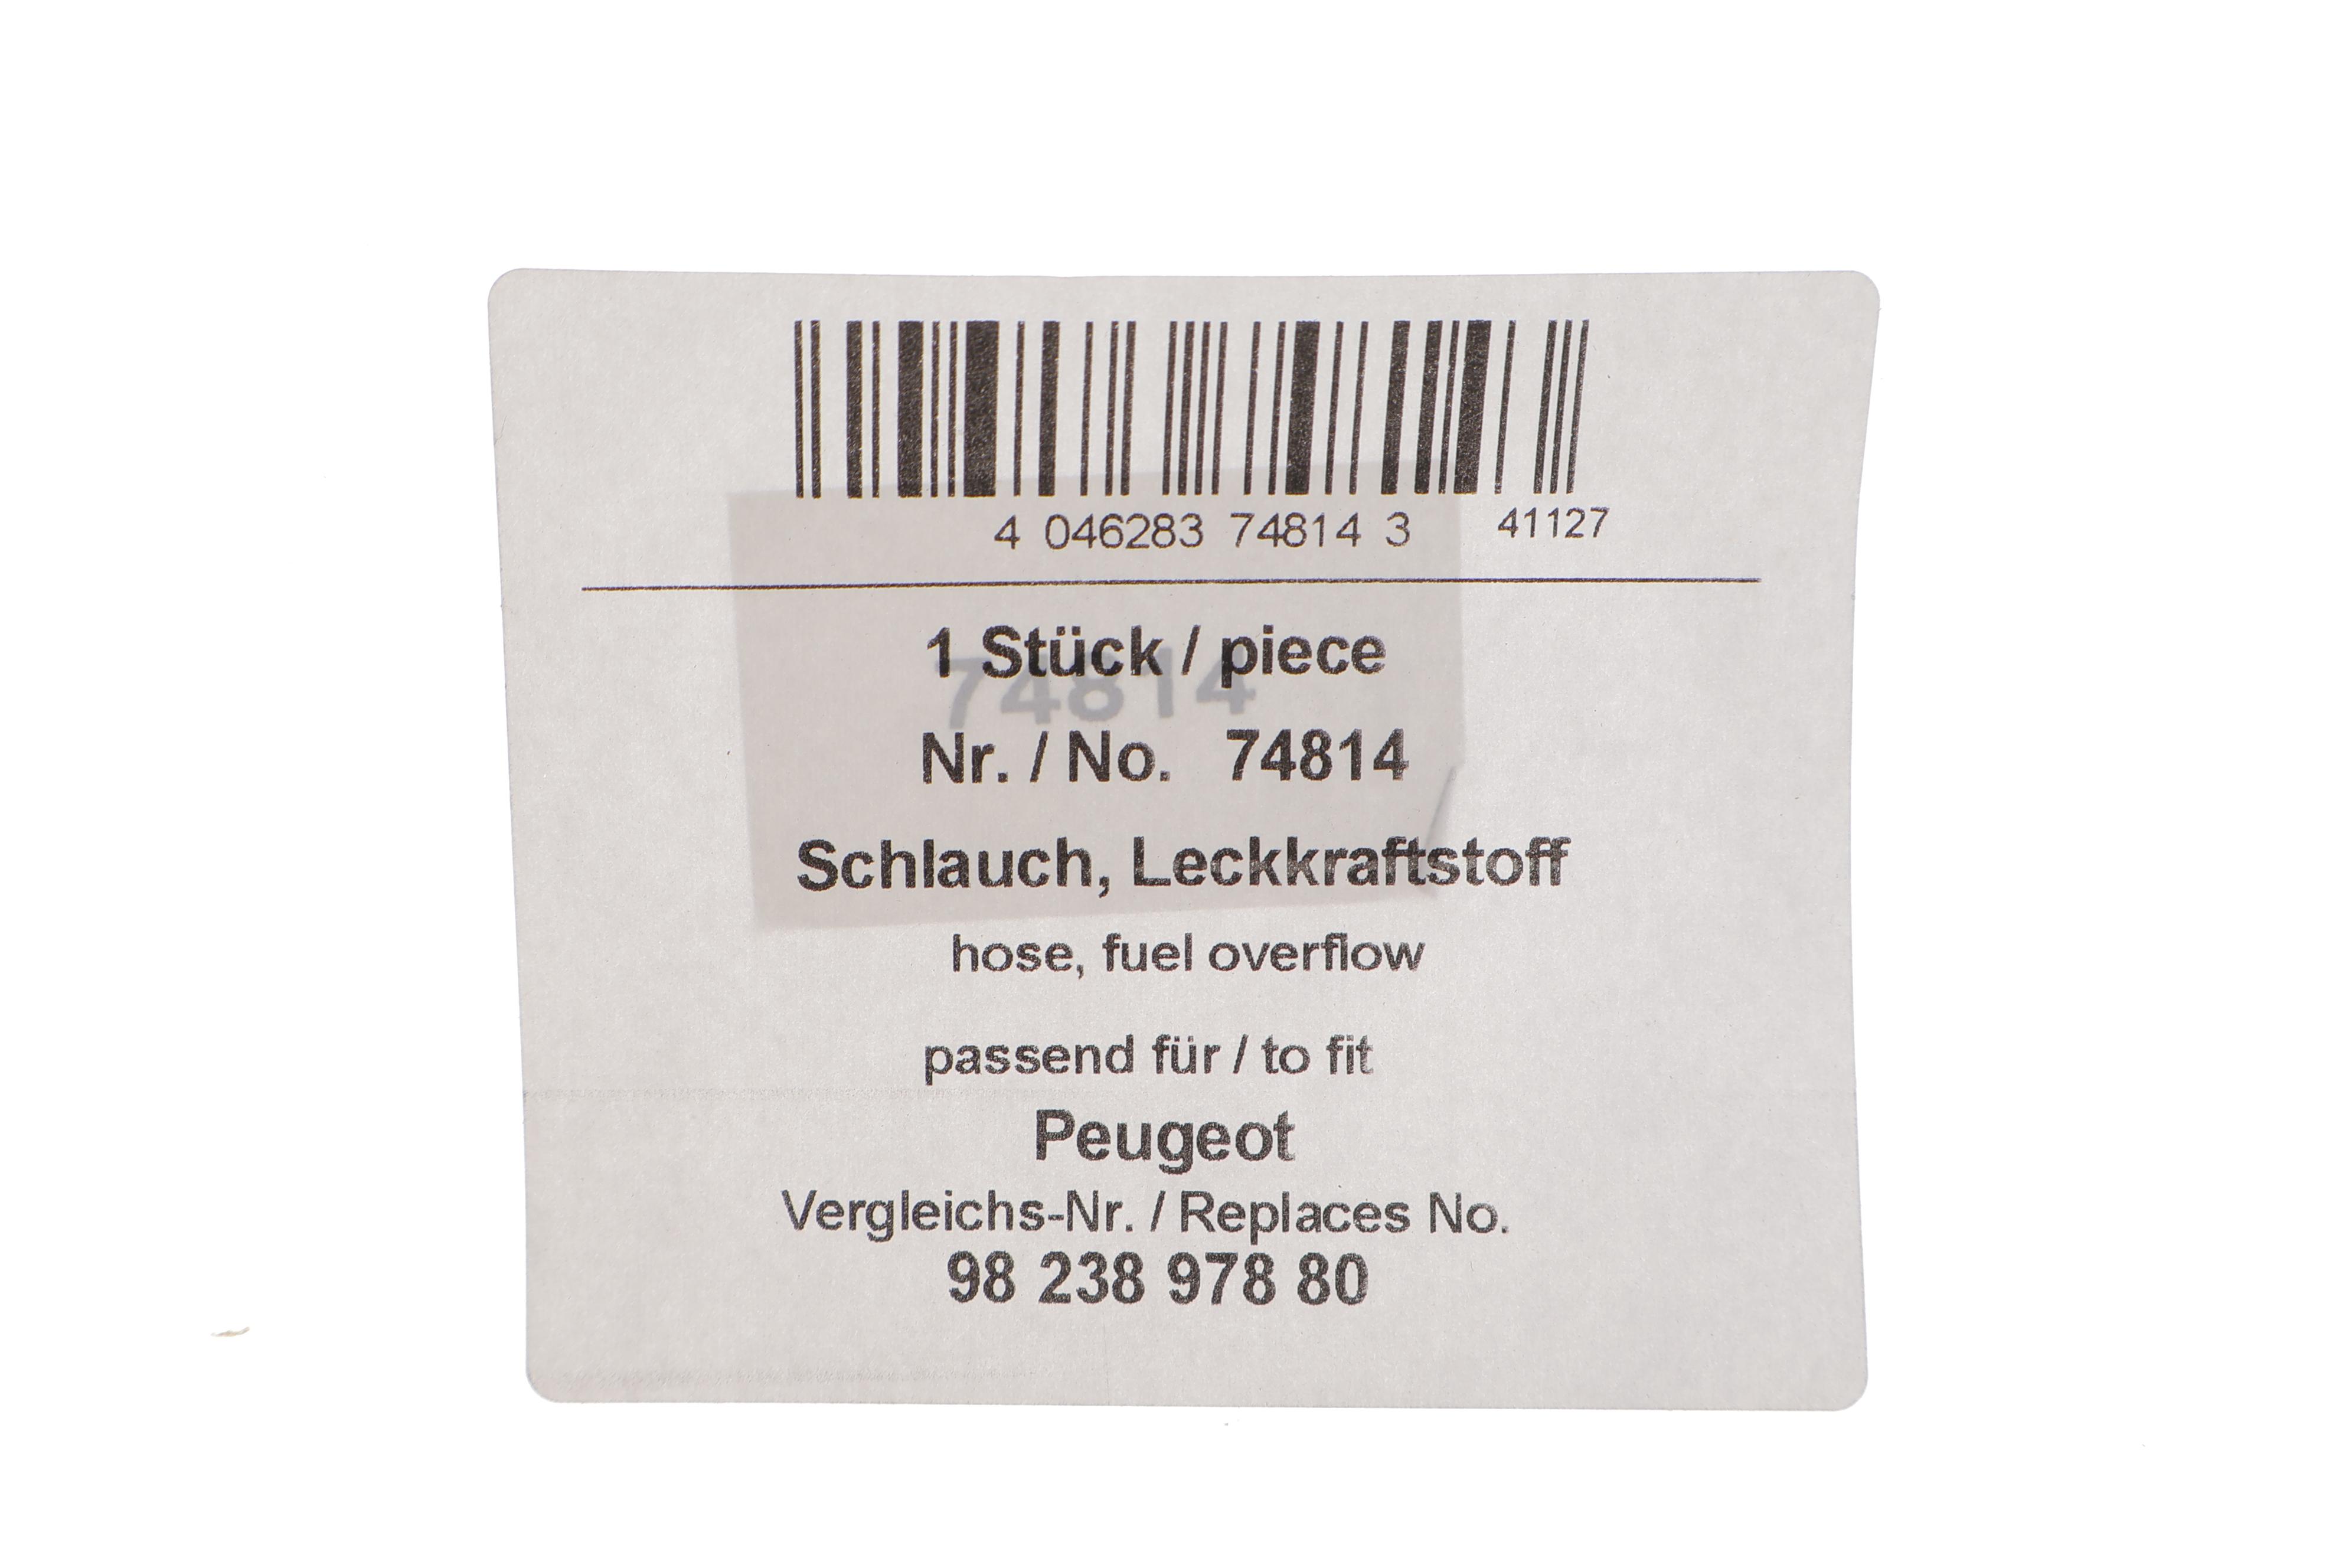 4 046283 74814 3 41127
1 Stück / piece
74814
Nr. / No. 74814
Schlauch, Leckkraftstoff
hose, fuel overflow
passend für / to fit
Peugeot
Vergleichs-Nr. / Replaces No.
98 238 978 80